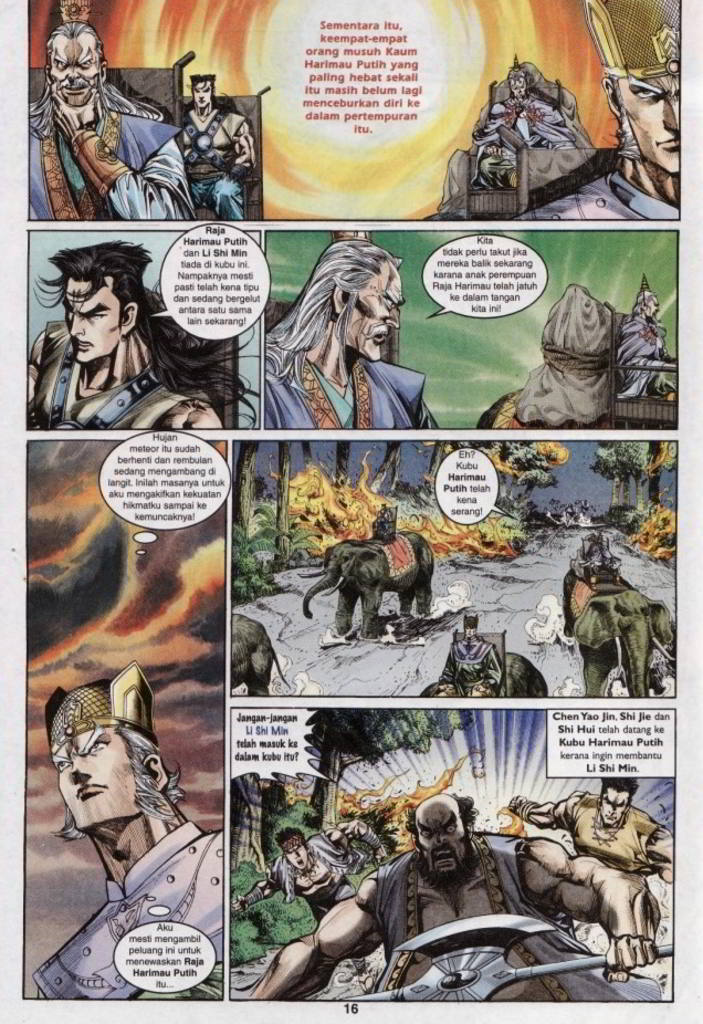 Sementara itu,
keempat-empat
orang musuh Kaum
Harimau Putih yang
paling hebat sekali
itu masih belum lagi
menceburkan diri ke
dalam pertempuran
itu.
Raja
Harimau Putih
dan Li Shi Min
tiada di kubu ini.
Nampaknya mesti
pasti telah kena tipu
dan sedang bergelut
antara satu sama
lain sekarang!
Kita
tidak perlu takut jika
mereka balik sekarang
karana anak perempuan
Raja Harimau telah jatuh
ke dalam tangan
kita ini!
Hujan
meteor itu sudah
berhenti dan rembulan
sedang mengambang di
langit. Inilah masanya untuk
aku mengakifkan kekuatan
hikmatku sampai ke
kemuncaknya!
Aku
mesti mengambil
peluang ini untuk
menewaskan Raja
Harimau Putih
itu...
Eh?
Kubu
Harimau
Putih telah
kena
serang!
Jangan-jangan
Li Shi Min
telah masuk ke
dalam kubu itu?
Chen Yao Jin, Shi Jie dan
Shi Hui telah datang ke
Kubu Harimau Putih
kerana ingin membantu
Li Shi Min.
16